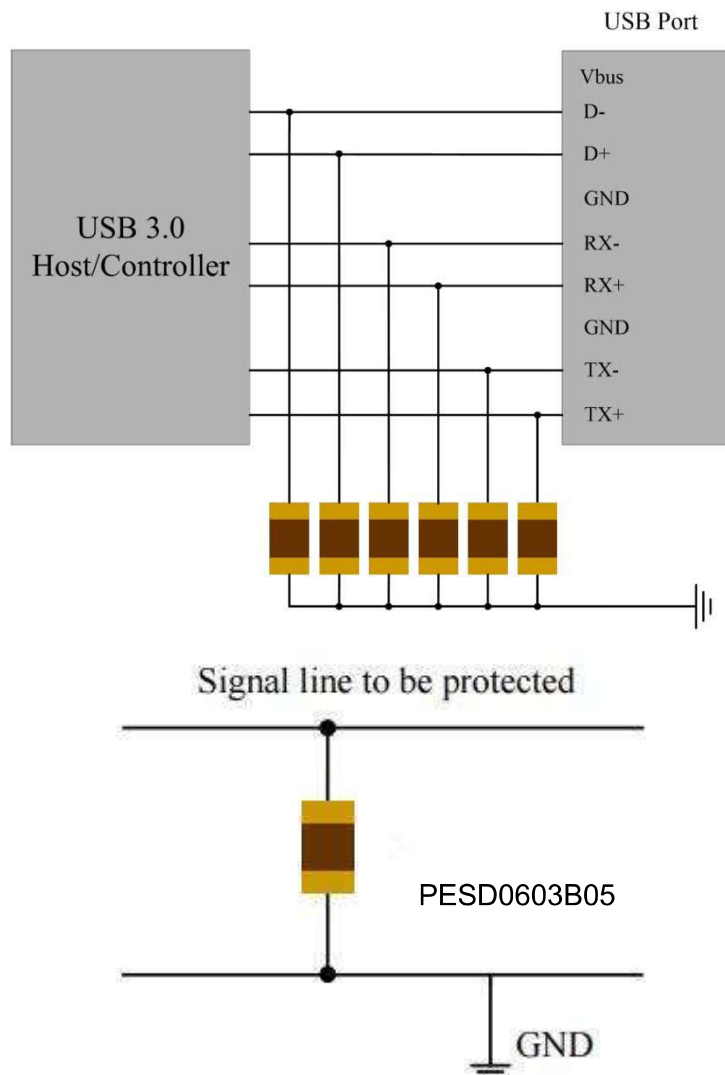 USB Port
Vbus
D-
D+
GND
USB 3.0
Host/Controller
RX-
RX+
GND
TX-
TX+
Signal line to be protected
PESD0603B05
GND